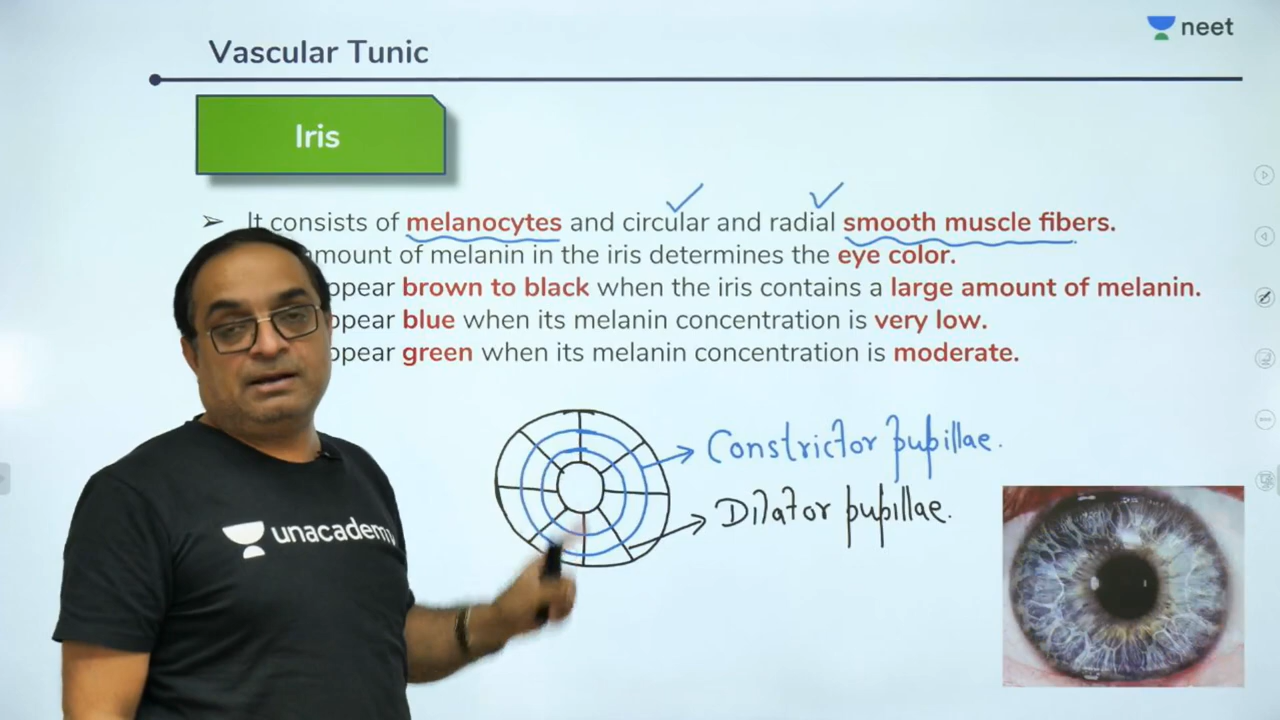 neet
Vascular Tunic
Iris
➢ It consists of melanocytes and circular and radial smooth muscle fibers.
amount of melanin in the iris determines the eye color.
ppear brown to black when the iris contains a large amount of melanin.
ppear blue when its melanin concentration is very low.
ppear green when its melanin concentration is moderate.
Constrictor pupillae.
Dilator pupillae.
unacademy